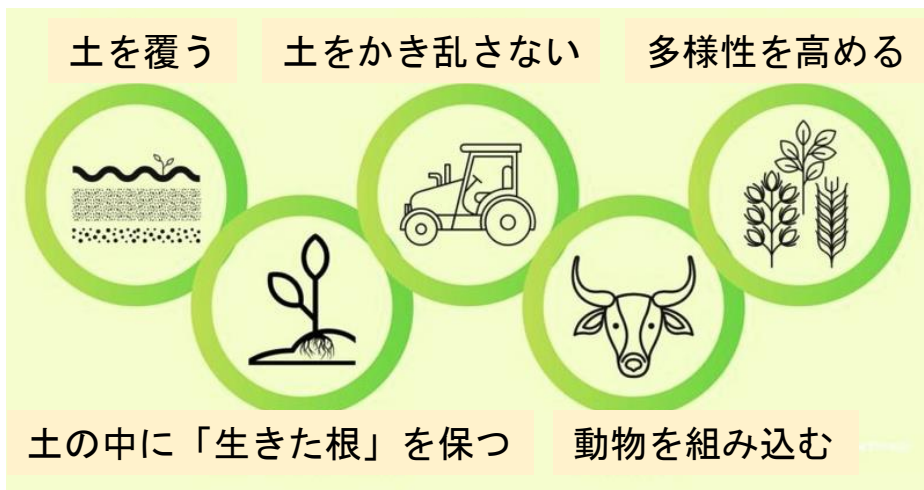 土を覆う
土をかき乱さない
多様性を高める
土の中に「生きた根」を保つ
動物を組み込む